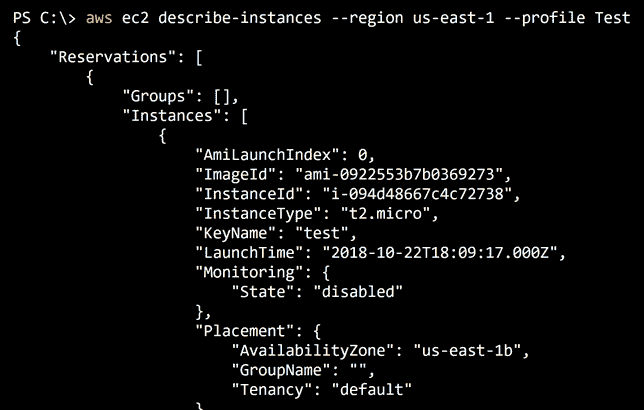 PS C:\> aws ec2 describe-instances --region us-east-1 --profile Test
{
    "Reservations": [
        {
            "Groups": [],
            "Instances": [
                {
                    "AmiLaunchIndex": 0,
                    "ImageId": "ami-0922553b7b0369273",
                    "InstanceId": "i-094d48667c4c72738",
                    "InstanceType": "t2.micro",
                    "KeyName": "test",
                    "LaunchTime": "2018-10-22T18:09:17.000Z",
                    "Monitoring": {
                        "State": "disabled"
                    },
                    "Placement": {
                        "AvailabilityZone": "us-east-1b",
                        "GroupName": "",
                        "Tenancy": "default"
                    }